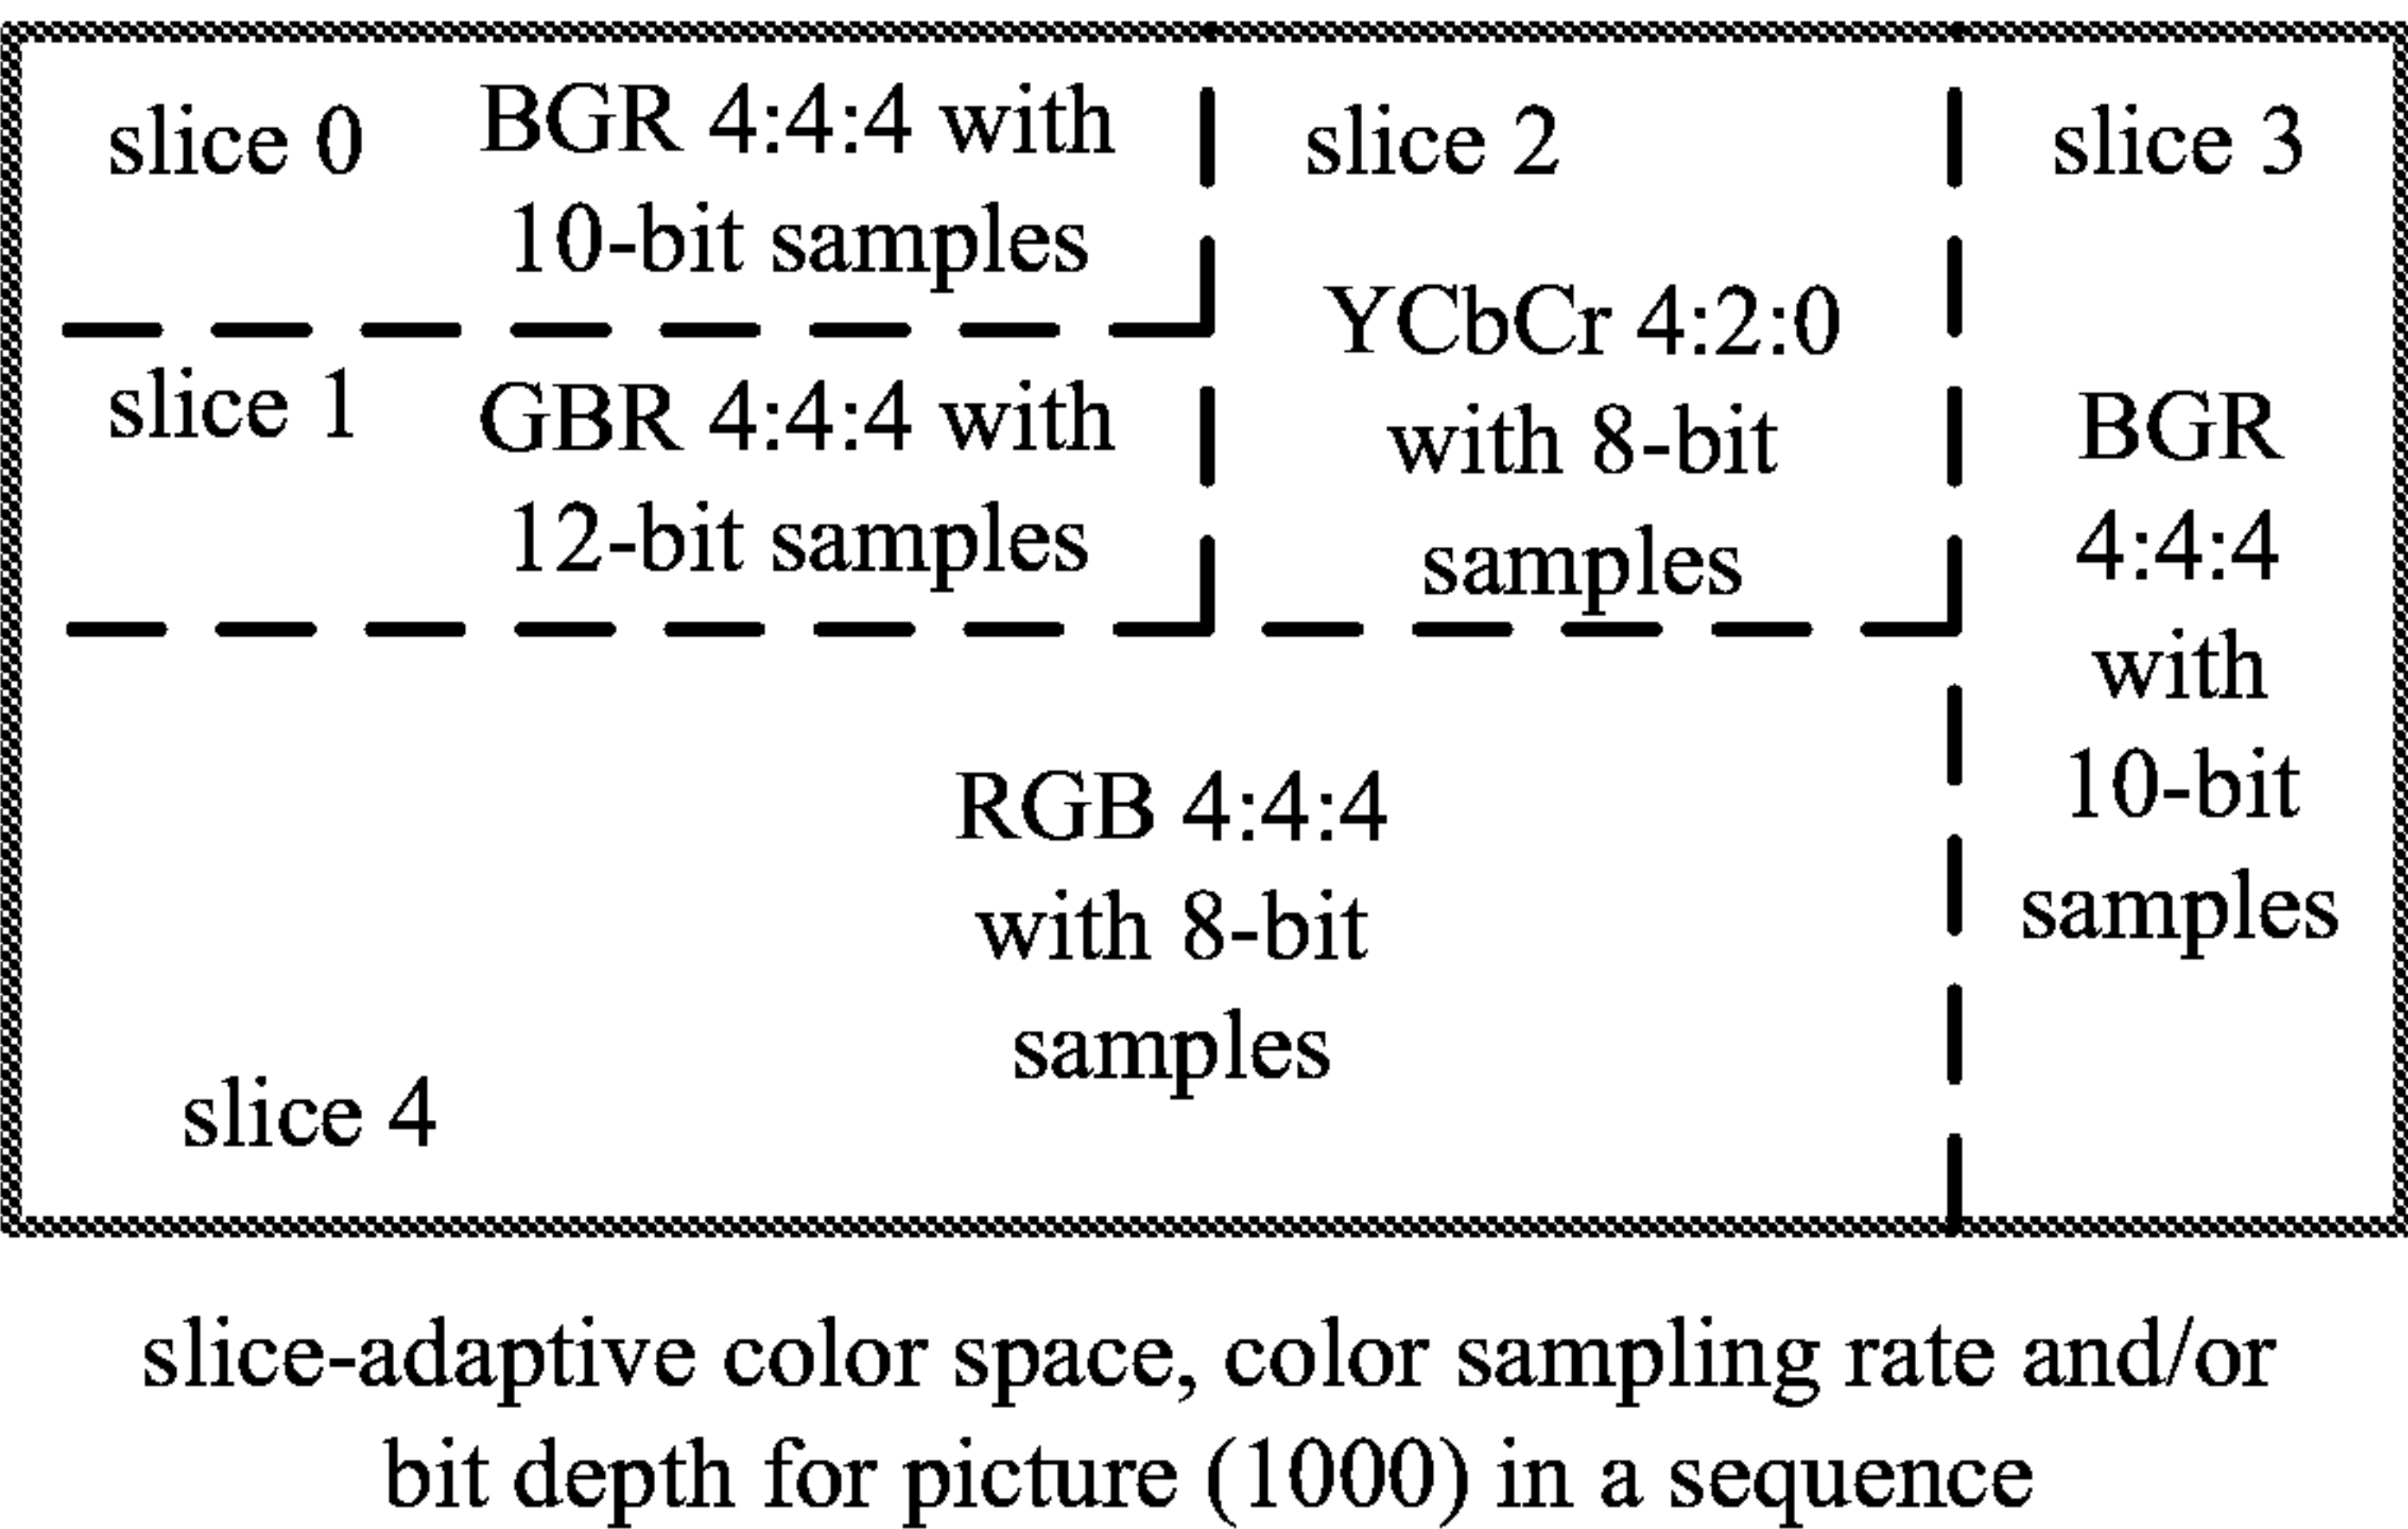 slice 0
BGR 4:4:4 with
10-bit samples
slice 1
GBR 4:4:4 with
12-bit samples
slice 2
YCbCr 4:2:0
with 8-bit
samples
slice 3
BGR
4:4:4
with
10-bit
samples
RGB 4:4:4
with 8-bit
samples
slice 4
slice-adaptive color space, color sampling rate and/or
bit depth for picture (1000) in a sequence